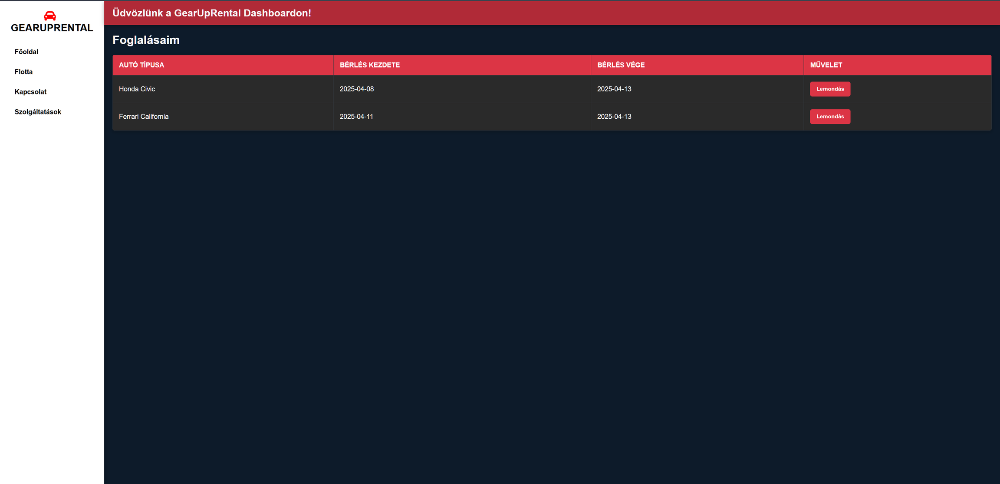 GEARUPRENTAL
Főoldal
Flotta
Kapcsolat
Szolgáltatások
Üdvözlünk a GearUpRental Dashboardon!
Foglalásaim
AUTÓ TÍPUSA BÉRLÉS KEZDETE BÉRLÉS VÉGE MŰVELET
Honda Civic 2025-04-08 2025-04-13 Lemondás
Ferrari California 2025-04-11 2025-04-13 Lemondás